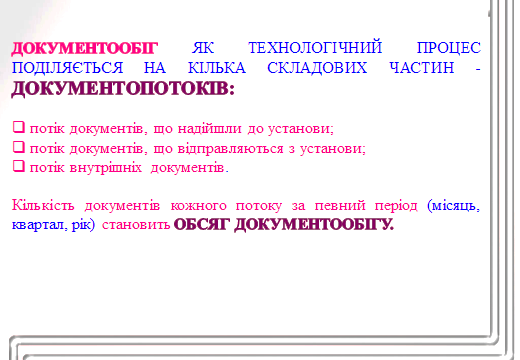 ДОКУМЕНТООБІГ ЯК ТЕХНОЛОГІЧНИЙ ПРОЦЕС
ПОДІЛЯЄТЬСЯ НА КІЛЬКА СКЛАДОВИХ ЧАСТИН -
ДОКУМЕНТОПОТОКІВ:
❑ потік документів, що надійшли до установи;
❑ потік документів, що відправляються з установи;
❑ потік внутрішніх документів.
Кількість документів кожного потоку за певний період (місяць,
квартал, рік) становить ОБСЯГ ДОКУМЕНТООБІГУ.